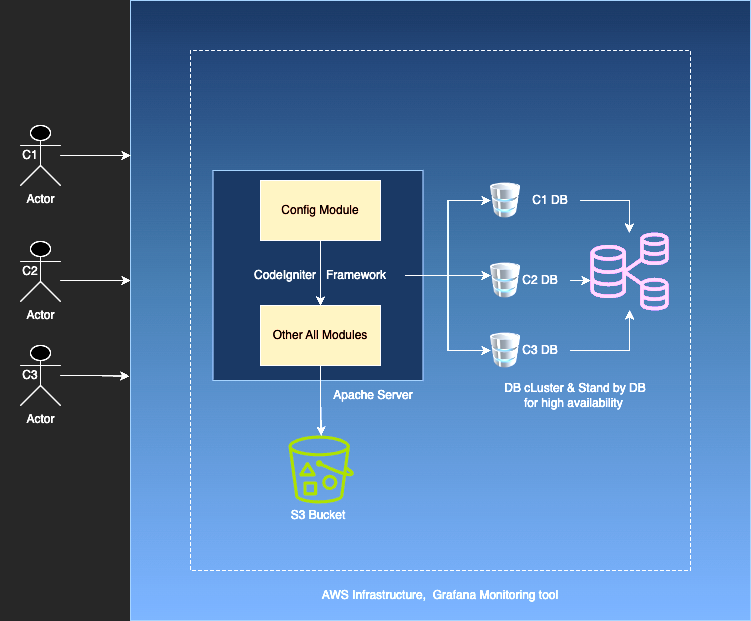 C1
Actor
C2
Actor
C3
Actor
Config Module
CodeIgniter Framework
Other All Modules
Apache Server
S3 Bucket
C1 DB
C2 DB
C3 DB
DB cLuster & Stand by DB
for high availability
AWS Infrastructure, Grafana Monitoring tool